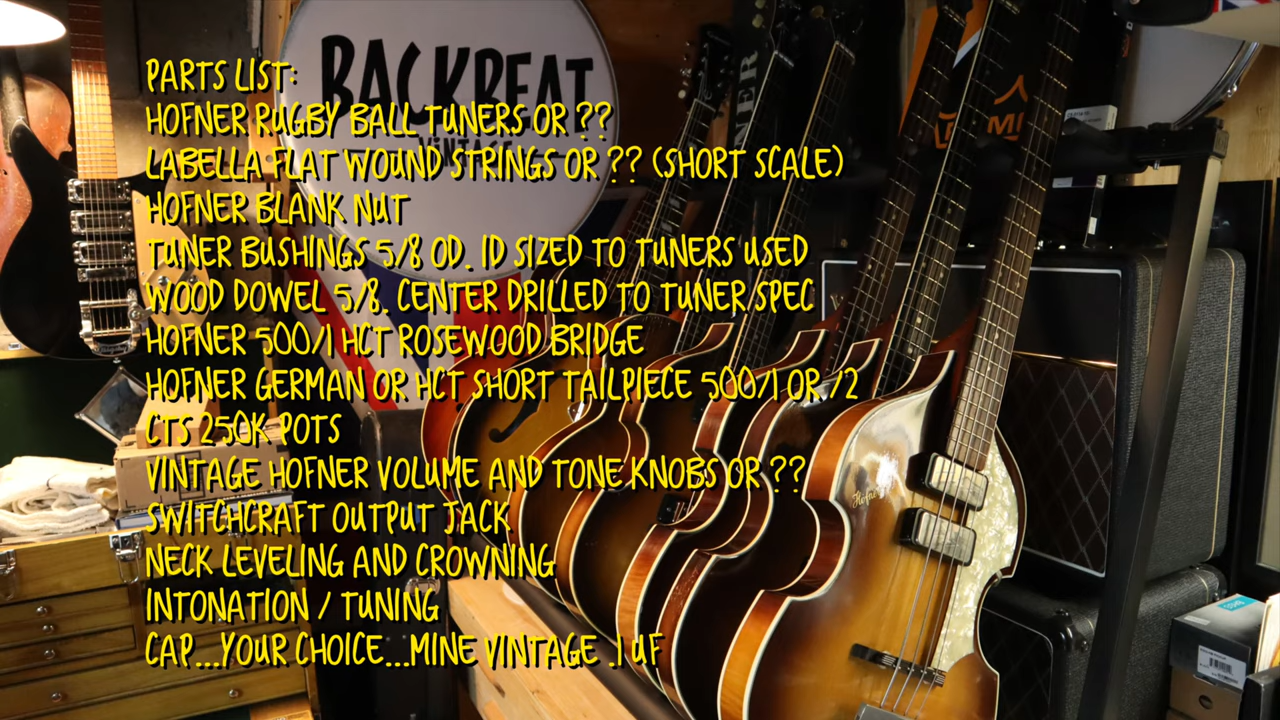 PARTS LIST:
HOFNER RUGBY BALL TUNERS OR ??
LABELLA FLAT WOUND STRINGS OR ?? (SHORT SCALE)
HOFNER BLANK NUT
TUNER BUSHINGS 5/8 OD. ID SIZED TO TUNERS USED
WOOD DOWEL 5/8. CENTER DRILLED TO TUNER SPEC
HOFNER 500/1 HCT ROSEWOOD BRIDGE
HOFNER GERMAN OR HCT SHORT TAILPIECE 500/1 OR /2
CTS 250K POTS
VINTAGE HOFNER VOLUME AND TONE KNOBS OR ??
SWITCHCRAFT OUTPUT JACK
NECK LEVELING AND CROWNING
INTONATION / TUNING
CAP...YOUR CHOICE...MINE VINTAGE .1 UF
BACKBEAT
VINTAGE
Hofner